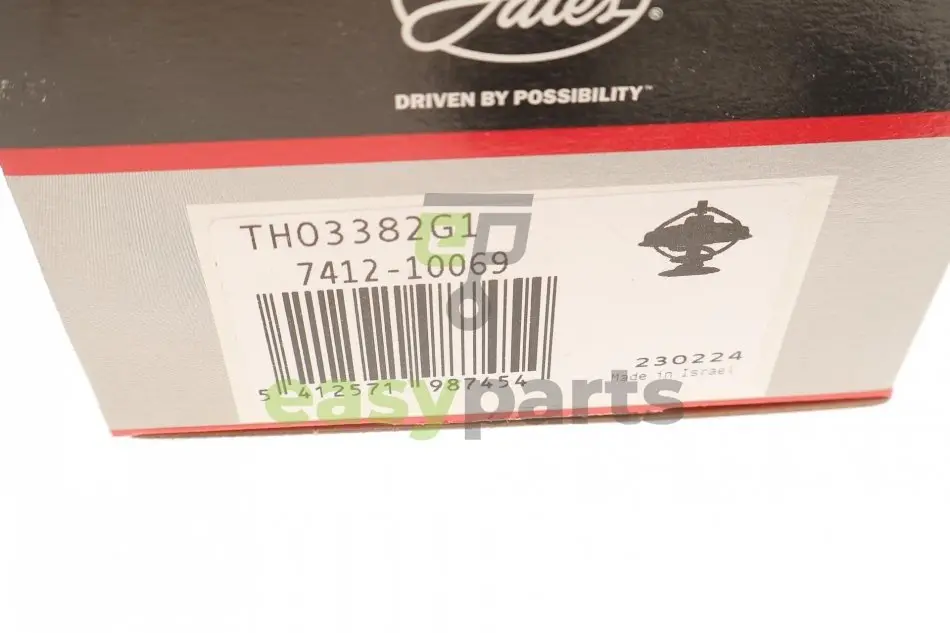 Gates®
DRIVEN BY POSSIBILITY™
TH03382G1
7412-10069
5 412571 987454
230224
Made in Israel
easyparts